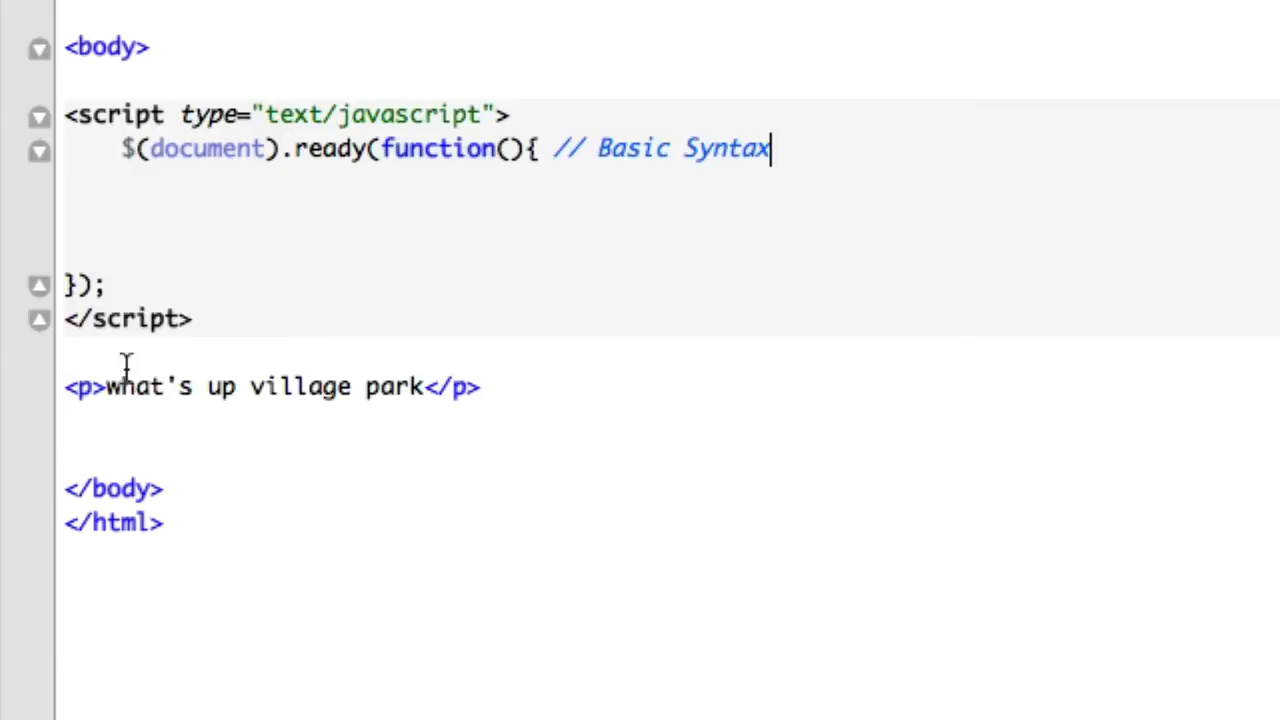 <body>
<script type="text/javascript">
$(document).ready(function(){ // Basic Syntax
});
</script>
<p>what's up village park</p>
</body>
</html>